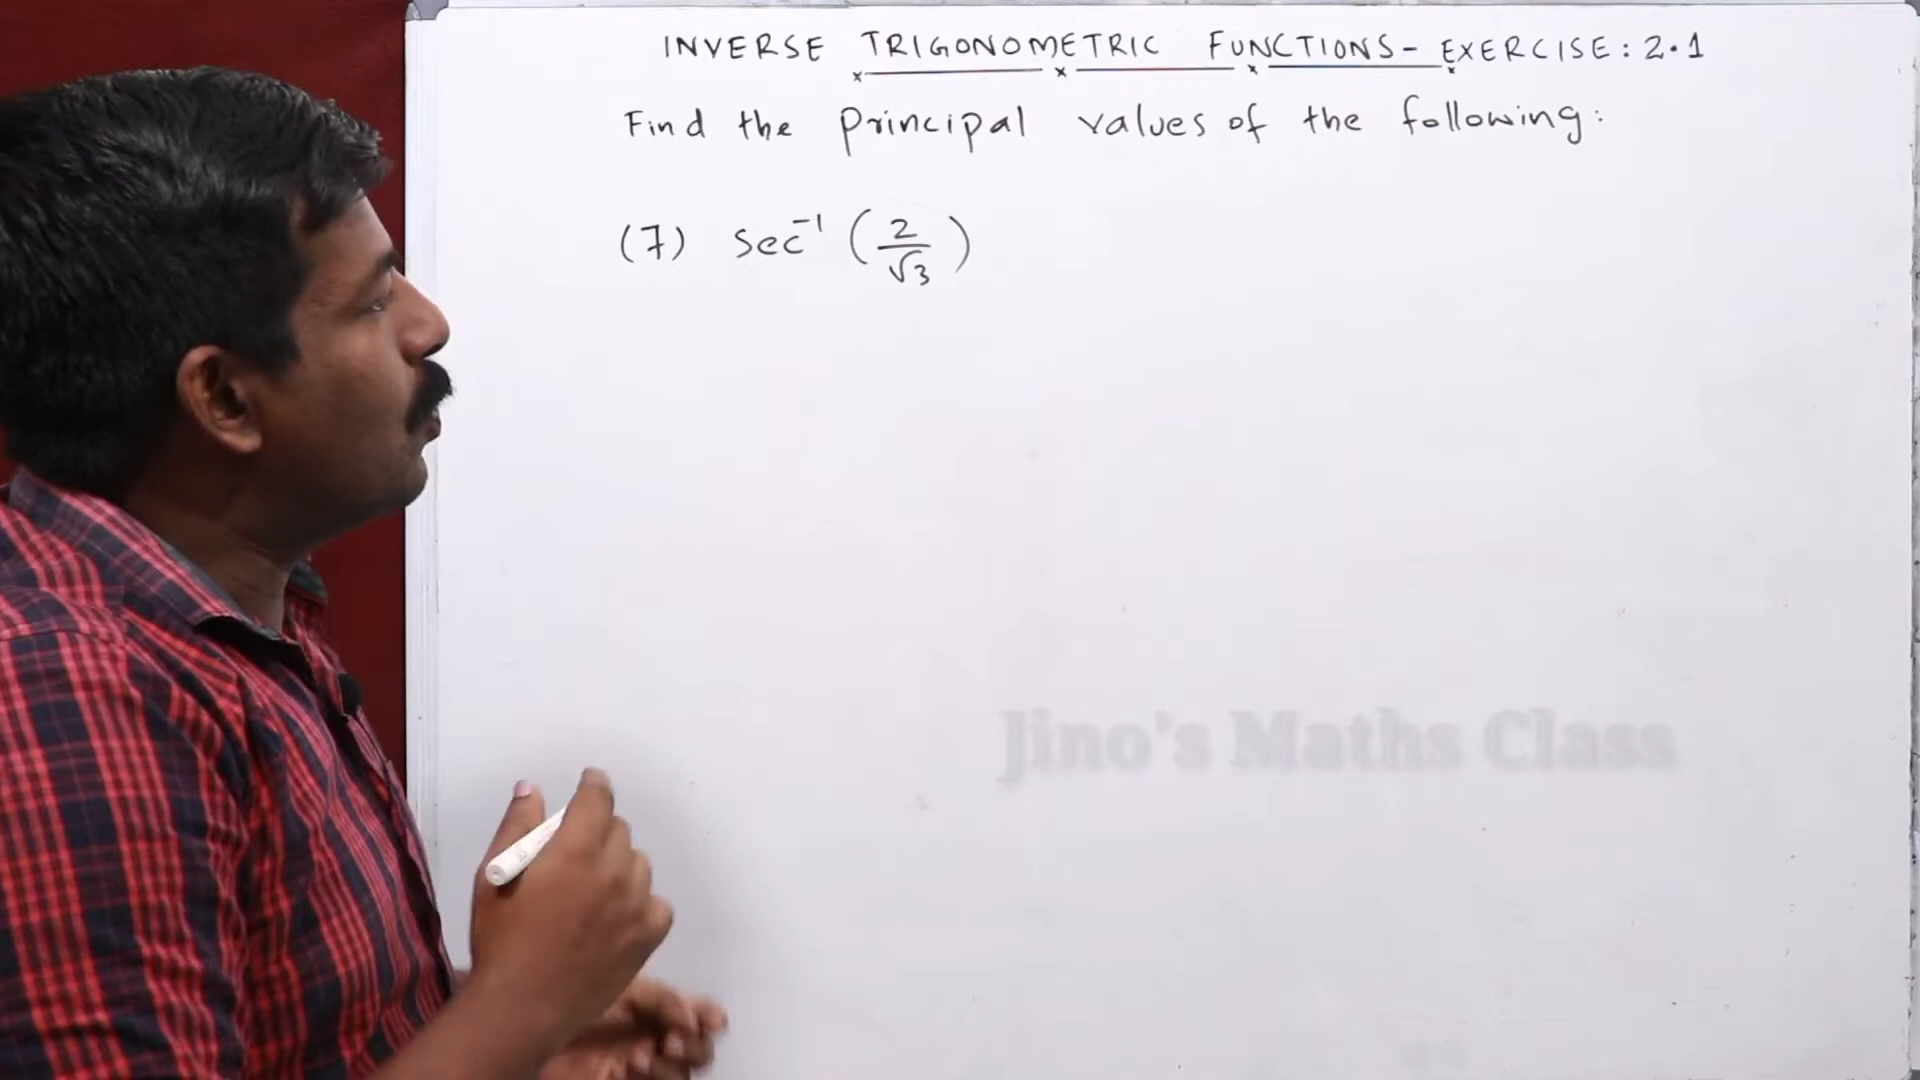 INVERSE TRIGONOMETRIC FUNCTIONS - EXERCISE: 2.1
Find the principal values of the following:
(7) sec⁻¹ (2/√3)
Jino's Maths Class